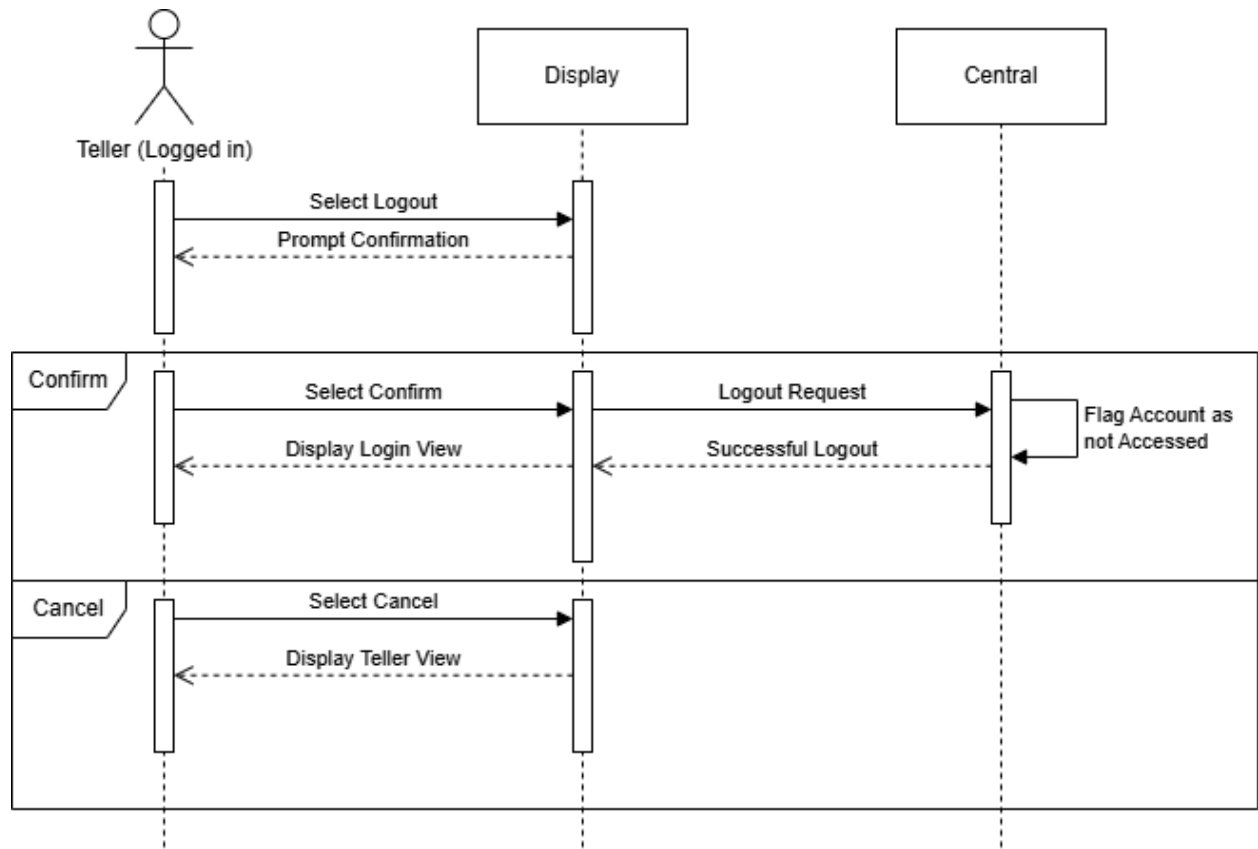 Display
Central
Teller (Logged in)
Select Logout
Prompt Confirmation
Confirm
Select Confirm
Logout Request
Flag Account as
not Accessed
Display Login View
Successful Logout
Cancel
Select Cancel
Display Teller View